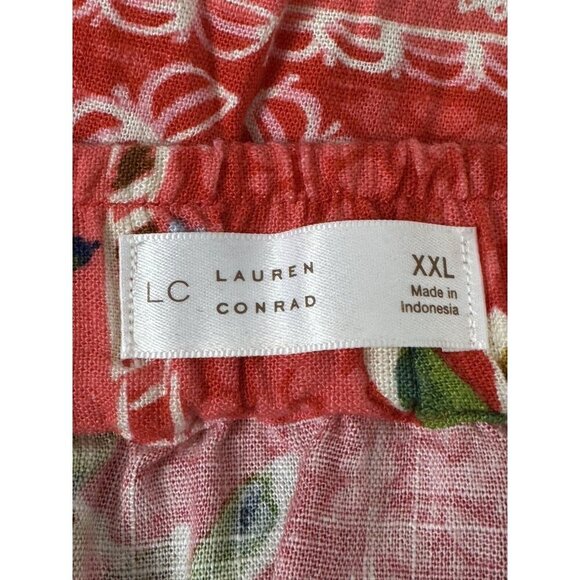 LC
LAUREN
CONRAD
XXL
Made in
Indonesia